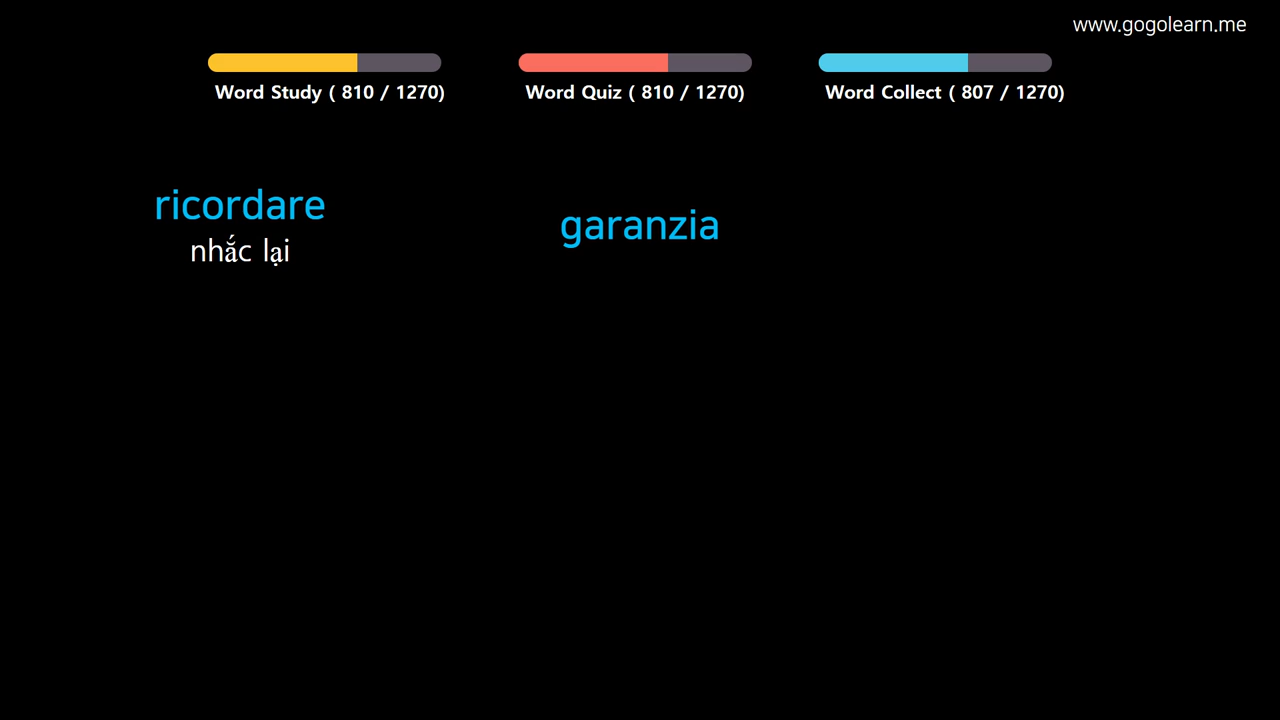 www.gogolearn.me
Word Study ( 810 / 1270)
Word Quiz ( 810 / 1270)
Word Collect ( 807 / 1270)
ricordare
nhắc lại
garanzia